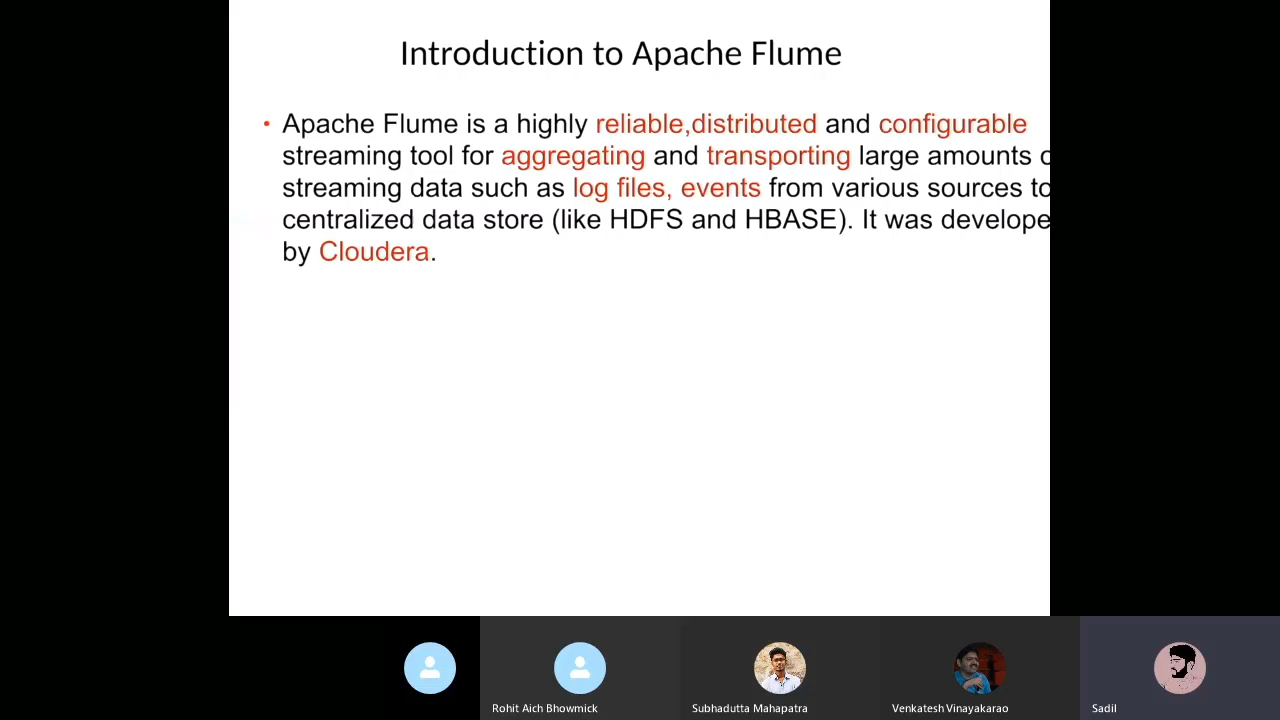 Introduction to Apache Flume
• Apache Flume is a highly reliable,distributed and configurable
streaming tool for aggregating and transporting large amounts
streaming data such as log files, events from various sources to
centralized data store (like HDFS and HBASE). It was develope
by Cloudera.
Rohit Aich Bhowmick
Subhadutta Mahapatra
Venkatesh Vinayakarao
Sadil